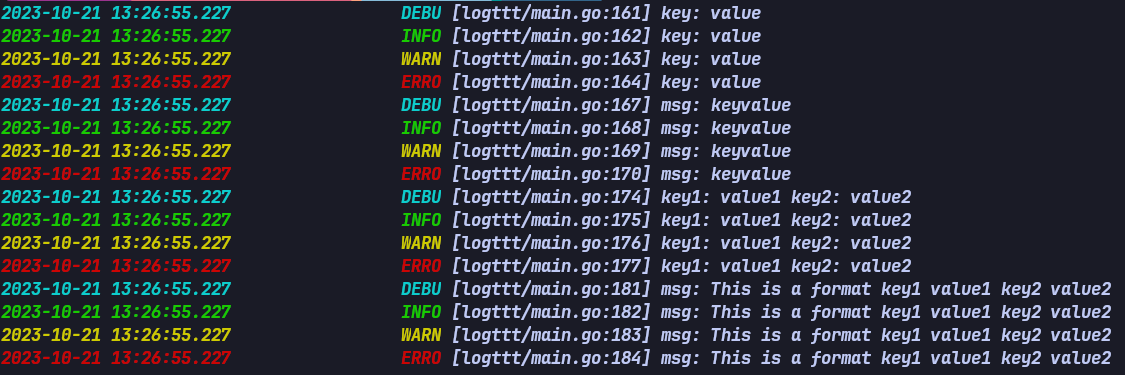 2023-10-21 13:26:55.227 DEBU [logttt/main.go:161] key: value
2023-10-21 13:26:55.227 INFO [logttt/main.go:162] key: value
2023-10-21 13:26:55.227 WARN [logttt/main.go:163] key: value
2023-10-21 13:26:55.227 ERRO [logttt/main.go:164] key: value
2023-10-21 13:26:55.227 DEBU [logttt/main.go:167] msg: keyvalue
2023-10-21 13:26:55.227 INFO [logttt/main.go:168] msg: keyvalue
2023-10-21 13:26:55.227 WARN [logttt/main.go:169] msg: keyvalue
2023-10-21 13:26:55.227 ERRO [logttt/main.go:170] msg: keyvalue
2023-10-21 13:26:55.227 DEBU [logttt/main.go:174] key1: value1 key2: value2
2023-10-21 13:26:55.227 INFO [logttt/main.go:175] key1: value1 key2: value2
2023-10-21 13:26:55.227 WARN [logttt/main.go:176] key1: value1 key2: value2
2023-10-21 13:26:55.227 ERRO [logttt/main.go:177] key1: value1 key2: value2
2023-10-21 13:26:55.227 DEBU [logttt/main.go:181] msg: This is a format key1 value1 key2 value2
2023-10-21 13:26:55.227 INFO [logttt/main.go:182] msg: This is a format key1 value1 key2 value2
2023-10-21 13:26:55.227 WARN [logttt/main.go:183] msg: This is a format key1 value1 key2 value2
2023-10-21 13:26:55.227 ERRO [logttt/main.go:184] msg: This is a format key1 value1 key2 value2